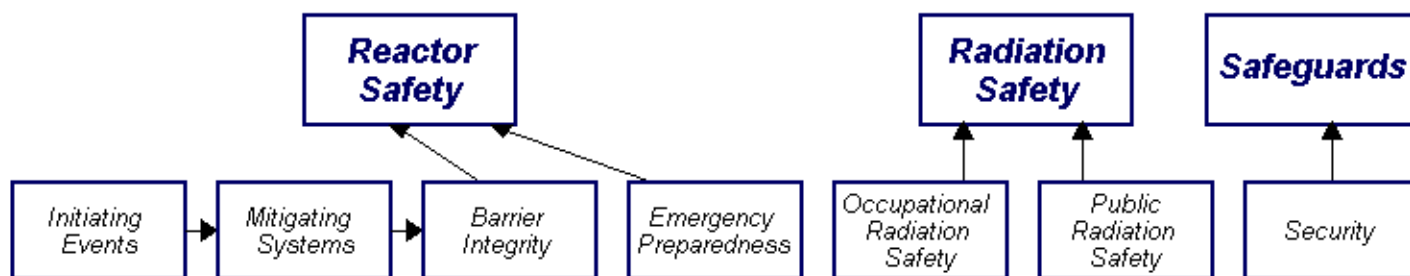 Reactor
Safety
Radiation
Safety
Safeguards
Initiating
Events
Mitigating
Systems
Barrier
Integrity
Emergency
Preparedness
Occupational
Radiation
Safety
Public
Radiation
Safety
Security